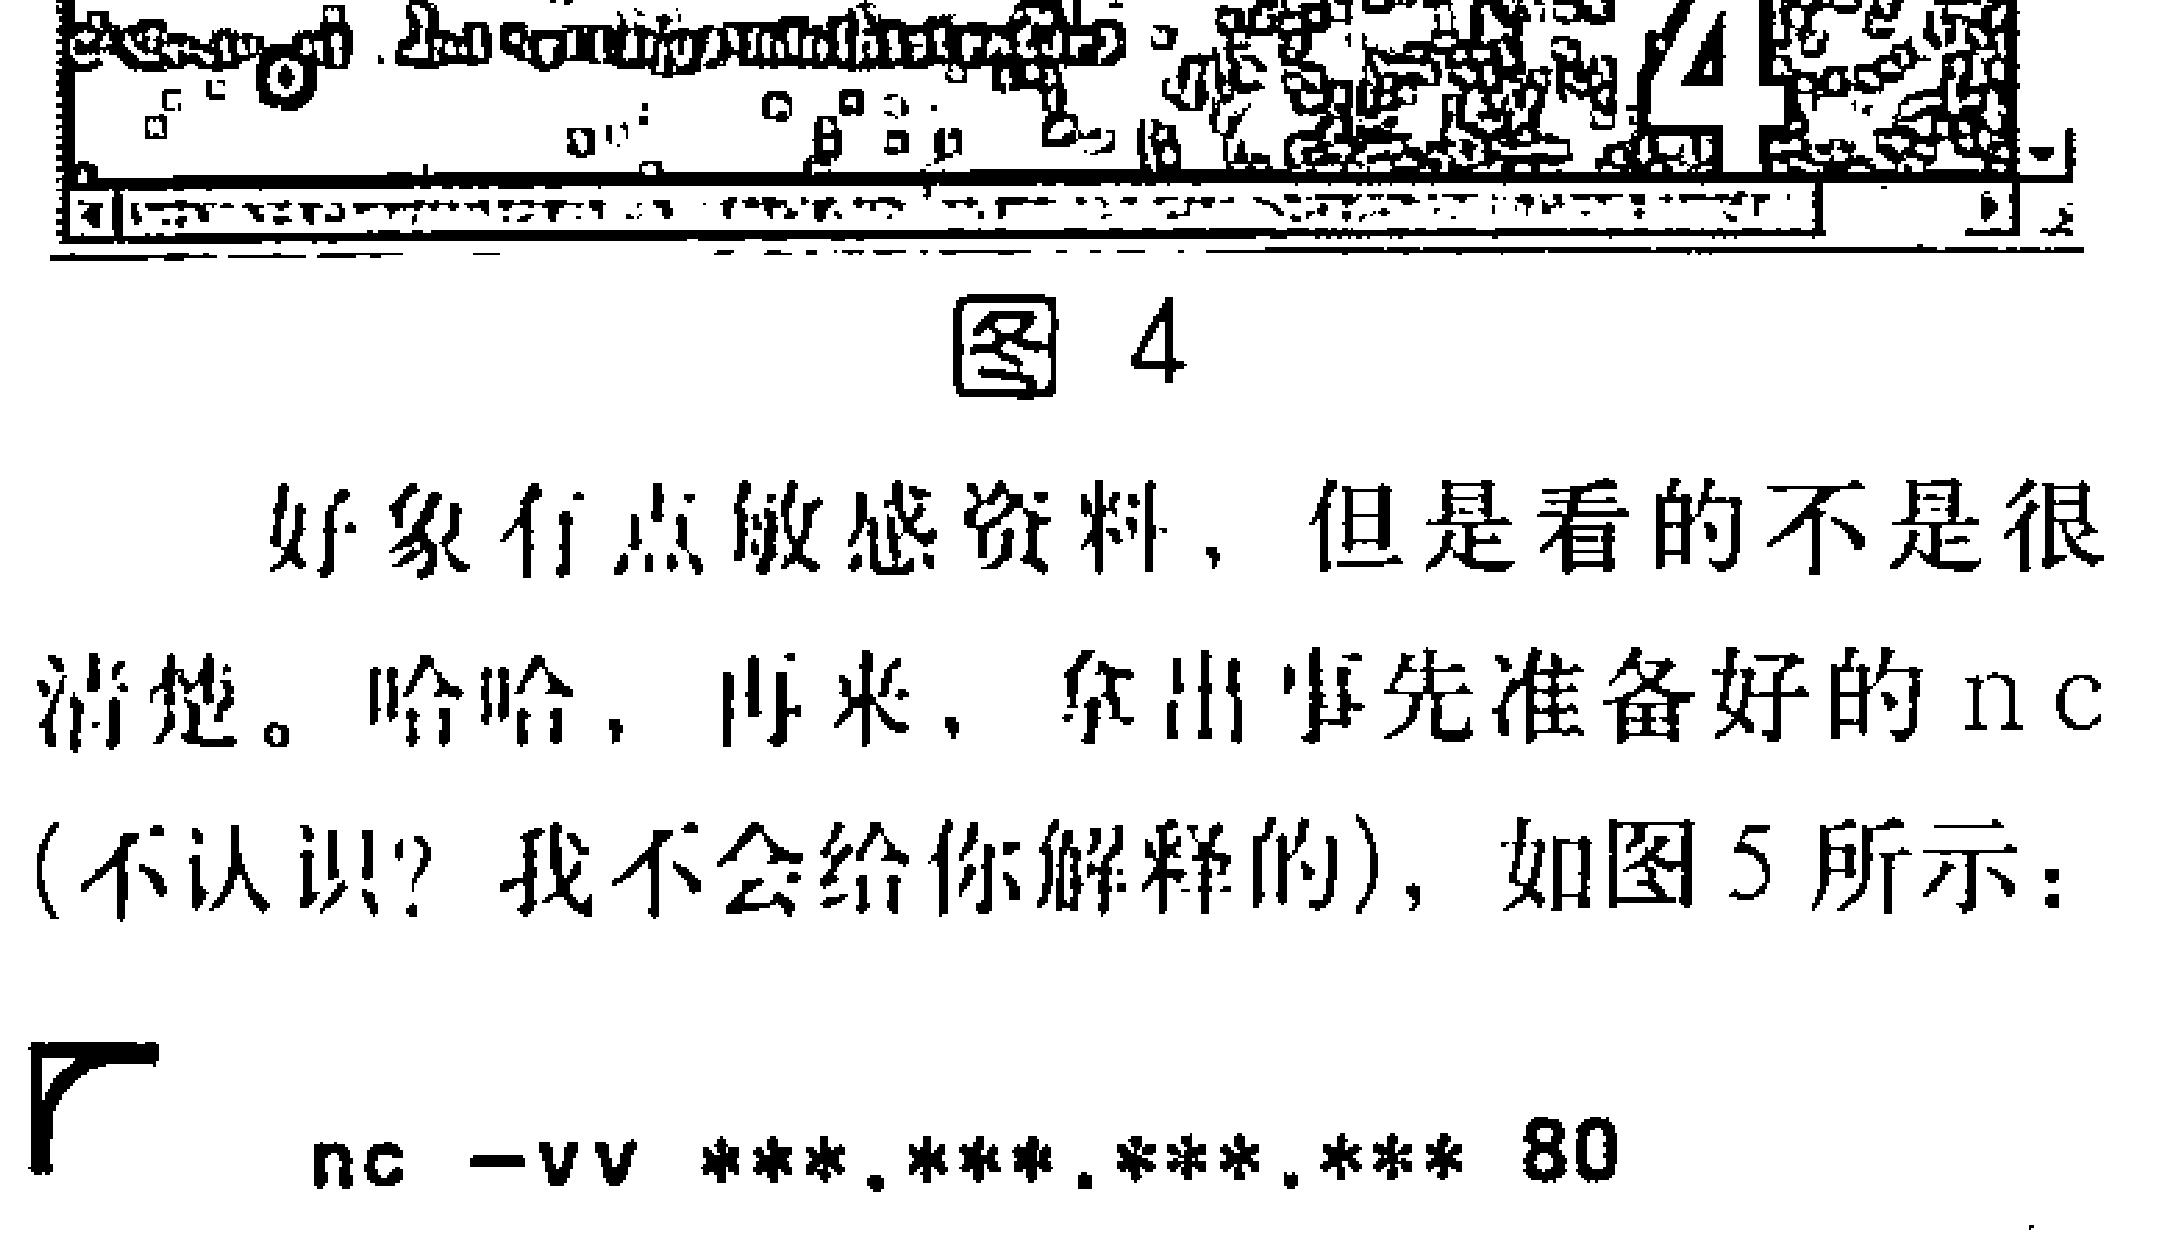 4
图 4
好象有点敏感资料，但是看的不是很
清楚。哈哈，再来，拿出事先准备好的nc
(不认识? 我不会给你解释的)，如图5所示：
nc -vv ***.***.***.*** 80